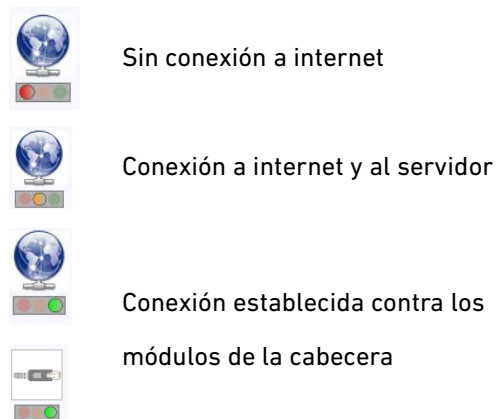 Sin conexión a internet
Conexión a internet y al servidor
Conexión establecida contra los
módulos de la cabecera